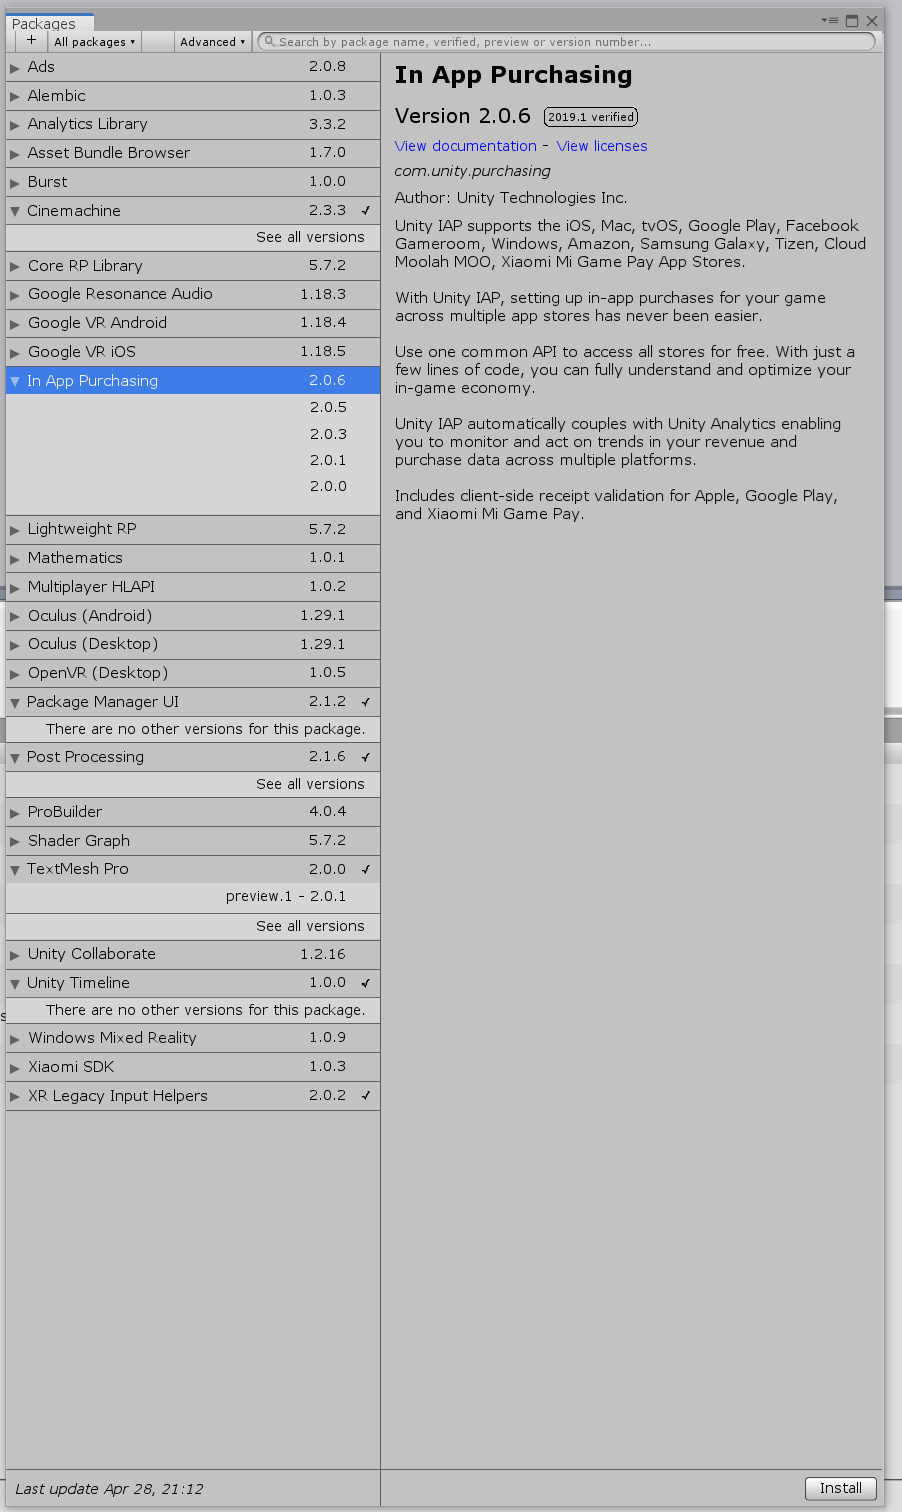 Packages
+ All packages Advanced Search by package name, verified, preview or version number...
Ads 2.0.8
Alembic 1.0.3
Analytics Library 3.3.2
Asset Bundle Browser 1.7.0
Burst 1.0.0
Cinemachine 2.3.3 ✓
See all versions
Core RP Library 5.7.2
Google Resonance Audio 1.18.3
Google VR Android 1.18.4
Google VR iOS 1.18.5
In App Purchasing 2.0.6
2.0.5
2.0.3
2.0.1
2.0.0
Lightweight RP 5.7.2
Mathematics 1.0.1
Multiplayer HLAPI 1.0.2
Oculus (Android) 1.29.1
Oculus (Desktop) 1.29.1
OpenVR (Desktop) 1.0.5
Package Manager UI 2.1.2 ✓
There are no other versions for this package.
Post Processing 2.1.6 ✓
See all versions
ProBuilder 4.0.4
Shader Graph 5.7.2
TextMesh Pro 2.0.0 ✓
preview.1 - 2.0.1
See all versions
Unity Collaborate 1.2.16
Unity Timeline 1.0.0 ✓
There are no other versions for this package.
Windows Mixed Reality 1.0.9
Xiaomi SDK 1.0.3
XR Legacy Input Helpers 2.0.2 ✓
Last update Apr 28, 21:12
In App Purchasing
Version 2.0.6 2019.1 verified
View documentation - View licenses
com.unity.purchasing
Author: Unity Technologies Inc.
Unity IAP supports the iOS, Mac, tvOS, Google Play, Facebook
Gameroom, Windows, Amazon, Samsung Galaxy, Tizen, Cloud
Moolah MOO, Xiaomi Mi Game Pay App Stores.
With Unity IAP, setting up in-app purchases for your game
across multiple app stores has never been easier.
Use one common API to access all stores for free. With just a
few lines of code, you can fully understand and optimize your
in-game economy.
Unity IAP automatically couples with Unity Analytics enabling
you to monitor and act on trends in your revenue and
purchase data across multiple platforms.
Includes client-side receipt validation for Apple, Google Play,
and Xiaomi Mi Game Pay.
Install